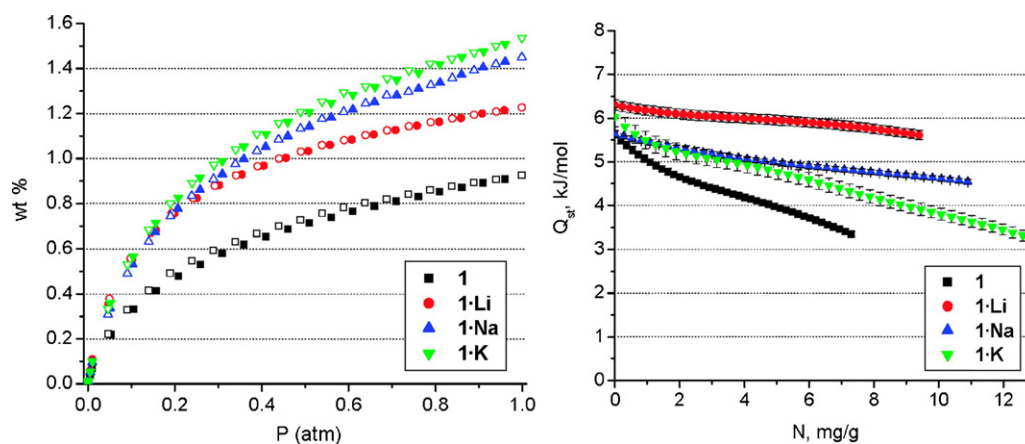 1.6
1.4
1.2
1.0
0.8
0.6
0.4
0.2
0.0
wt %
0.0 0.2 0.4 0.6 0.8 1.0
P (atm)
1
1·Li
1·Na
1·K
8
7
6
5
4
3
2
1
0
Qst, kJ/mol
0 2 4 6 8 10 12
N, mg/g
1
1·Li
1·Na
1·K